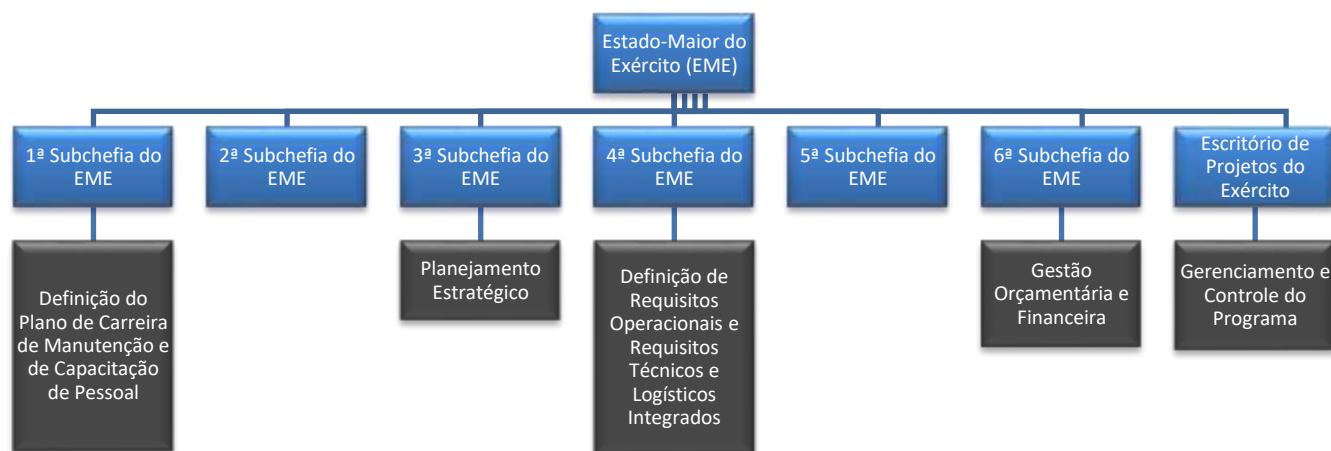 Estado-Maior do
Exército (EME)
1ª Subchefia do
EME
2ª Subchefia do
EME
3ª Subchefia do
EME
4ª Subchefia do
EME
5ª Subchefia do
EME
6ª Subchefia do
EME
Escritório de
Projetos do
Exército
Definição do
Plano de Carreira
de Manutenção e
de Capacitação
de Pessoal
Planejamento
Estratégico
Definição de
Requisitos
Operacionais e
Requisitos
Técnicos e
Logísticos
Integrados
Gestão
Orçamentária e
Financeira
Gerenciamento e
Controle do
Programa